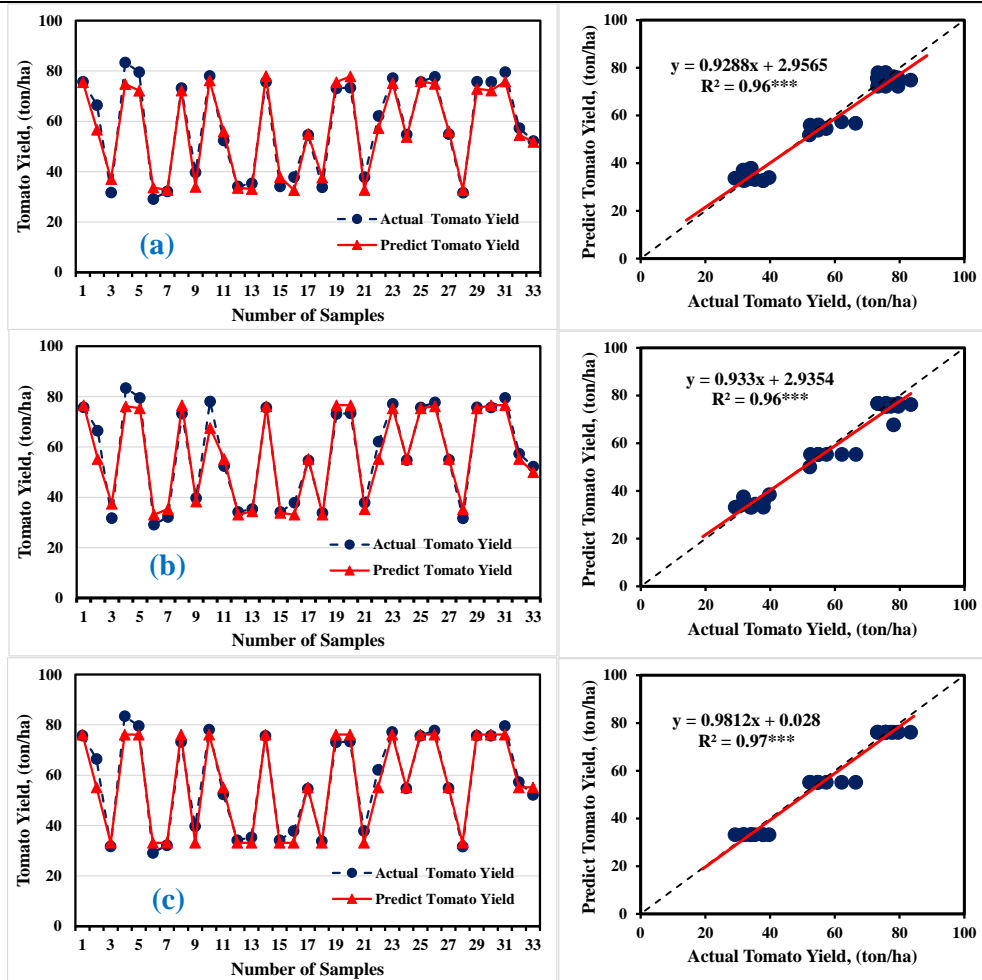 100
80
60
40
20
0
Tomato Yield, (ton/ha)
Actual  Tomato Yield
Predict Tomato Yield
(a)
1 3 5 7 9 11 13 15 17 19 21 23 25 27 29 31 33
Number of Samples
100
80
60
40
20
0
Predict Tomato Yield, (ton/ha)
y = 0.9288x + 2.9565
R² = 0.96***
0 20 40 60 80 100
Actual Tomato Yield, (ton/ha)
100
80
60
40
20
0
Tomato Yield, (ton/ha)
Actual  Tomato Yield
Predict Tomato Yield
(b)
1 3 5 7 9 11 13 15 17 19 21 23 25 27 29 31 33
Number of Samples
100
80
60
40
20
0
Predict Tomato Yield, (ton/ha)
y = 0.933x + 2.9354
R² = 0.96***
0 20 40 60 80 100
Actual Tomato Yield, (ton/ha)
100
80
60
40
20
0
Tomato Yield, (ton/ha)
Actual  Tomato Yield
Predict Tomato Yield
(c)
1 3 5 7 9 11 13 15 17 19 21 23 25 27 29 31 33
Number of Samples
100
80
60
40
20
0
Predict Tomato Yield, (ton/ha)
y = 0.9812x + 0.028
R² = 0.97***
0 20 40 60 80 100
Actual Tomato Yield, (ton/ha)